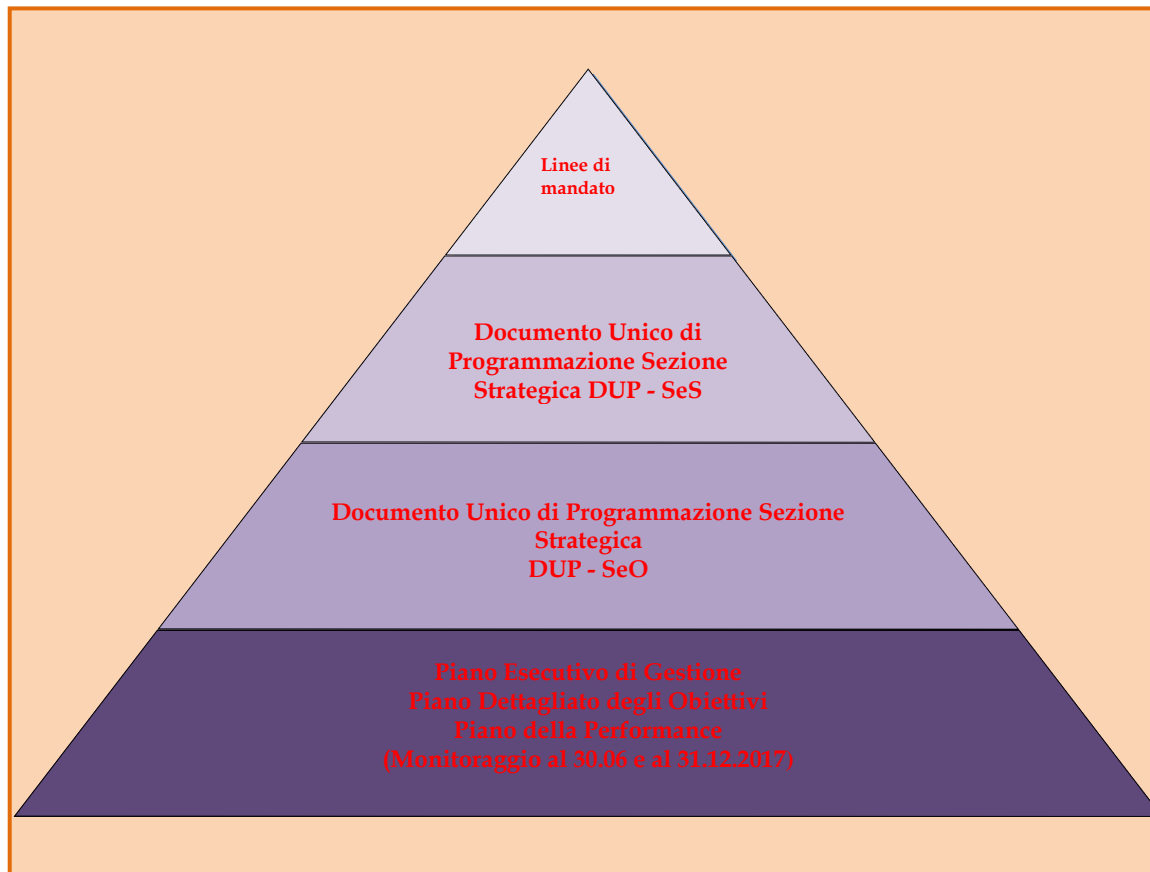 Linee di
mandato
Documento Unico di
Programmazione Sezione
Strategica DUP - SeS
Documento Unico di Programmazione Sezione
Strategica
DUP - SeO
Piano Esecutivo di Gestione
Piano Dettagliato degli Obiettivi
Piano della Performance
(Monitoraggio al 30.06 e al 31.12.2017)